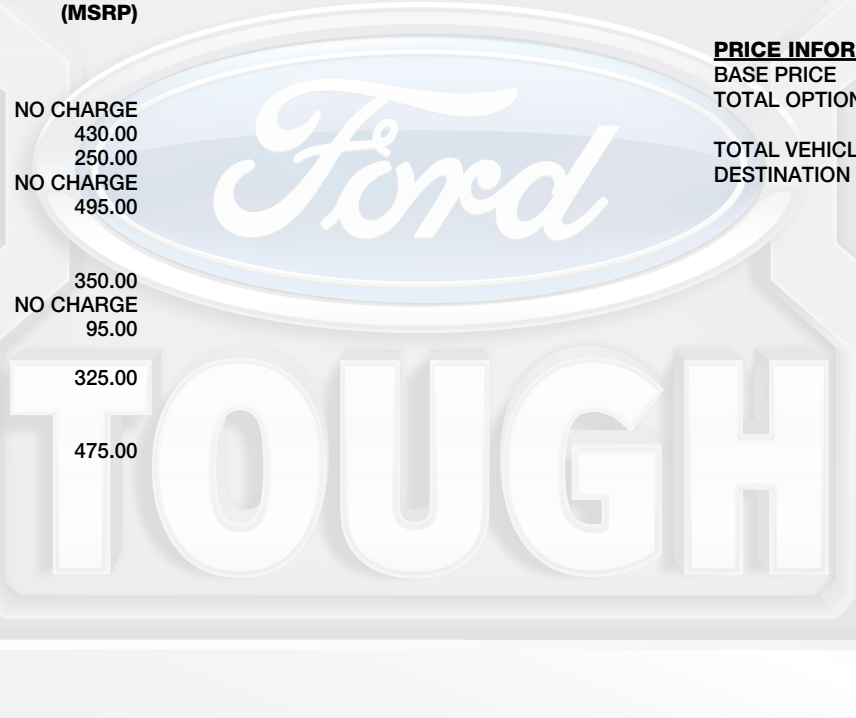 (MSRP)
NO CHARGE
430.00
250.00
NO CHARGE
495.00
350.00
NO CHARGE
95.00
325.00
475.00
PRICE INFOR
BASE PRICE
TOTAL OPTION
TOTAL VEHICL
DESTINATION
Ford
TOUGH